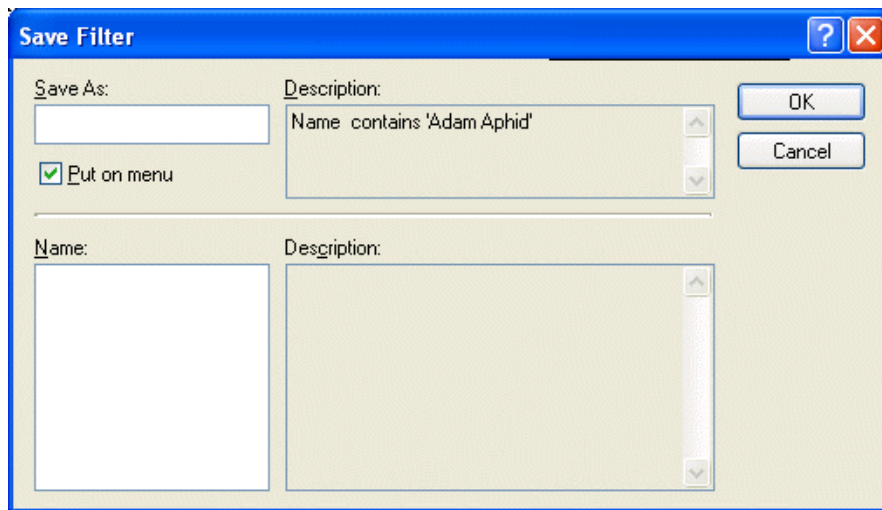 Save Filter
Save As:
Description:
OK
Name  contains 'Adam Aphid'
Cancel
Put on menu
Name:
Description: